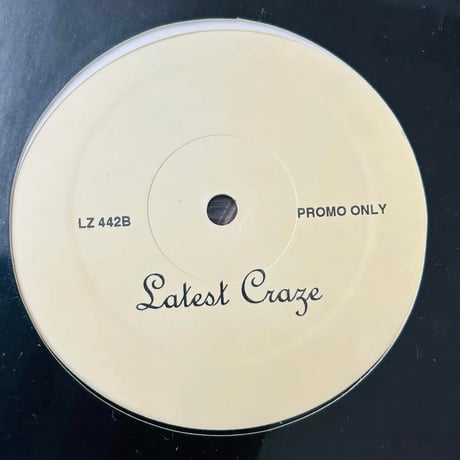 LZ 442B
PROMO ONLY
Latest Craze